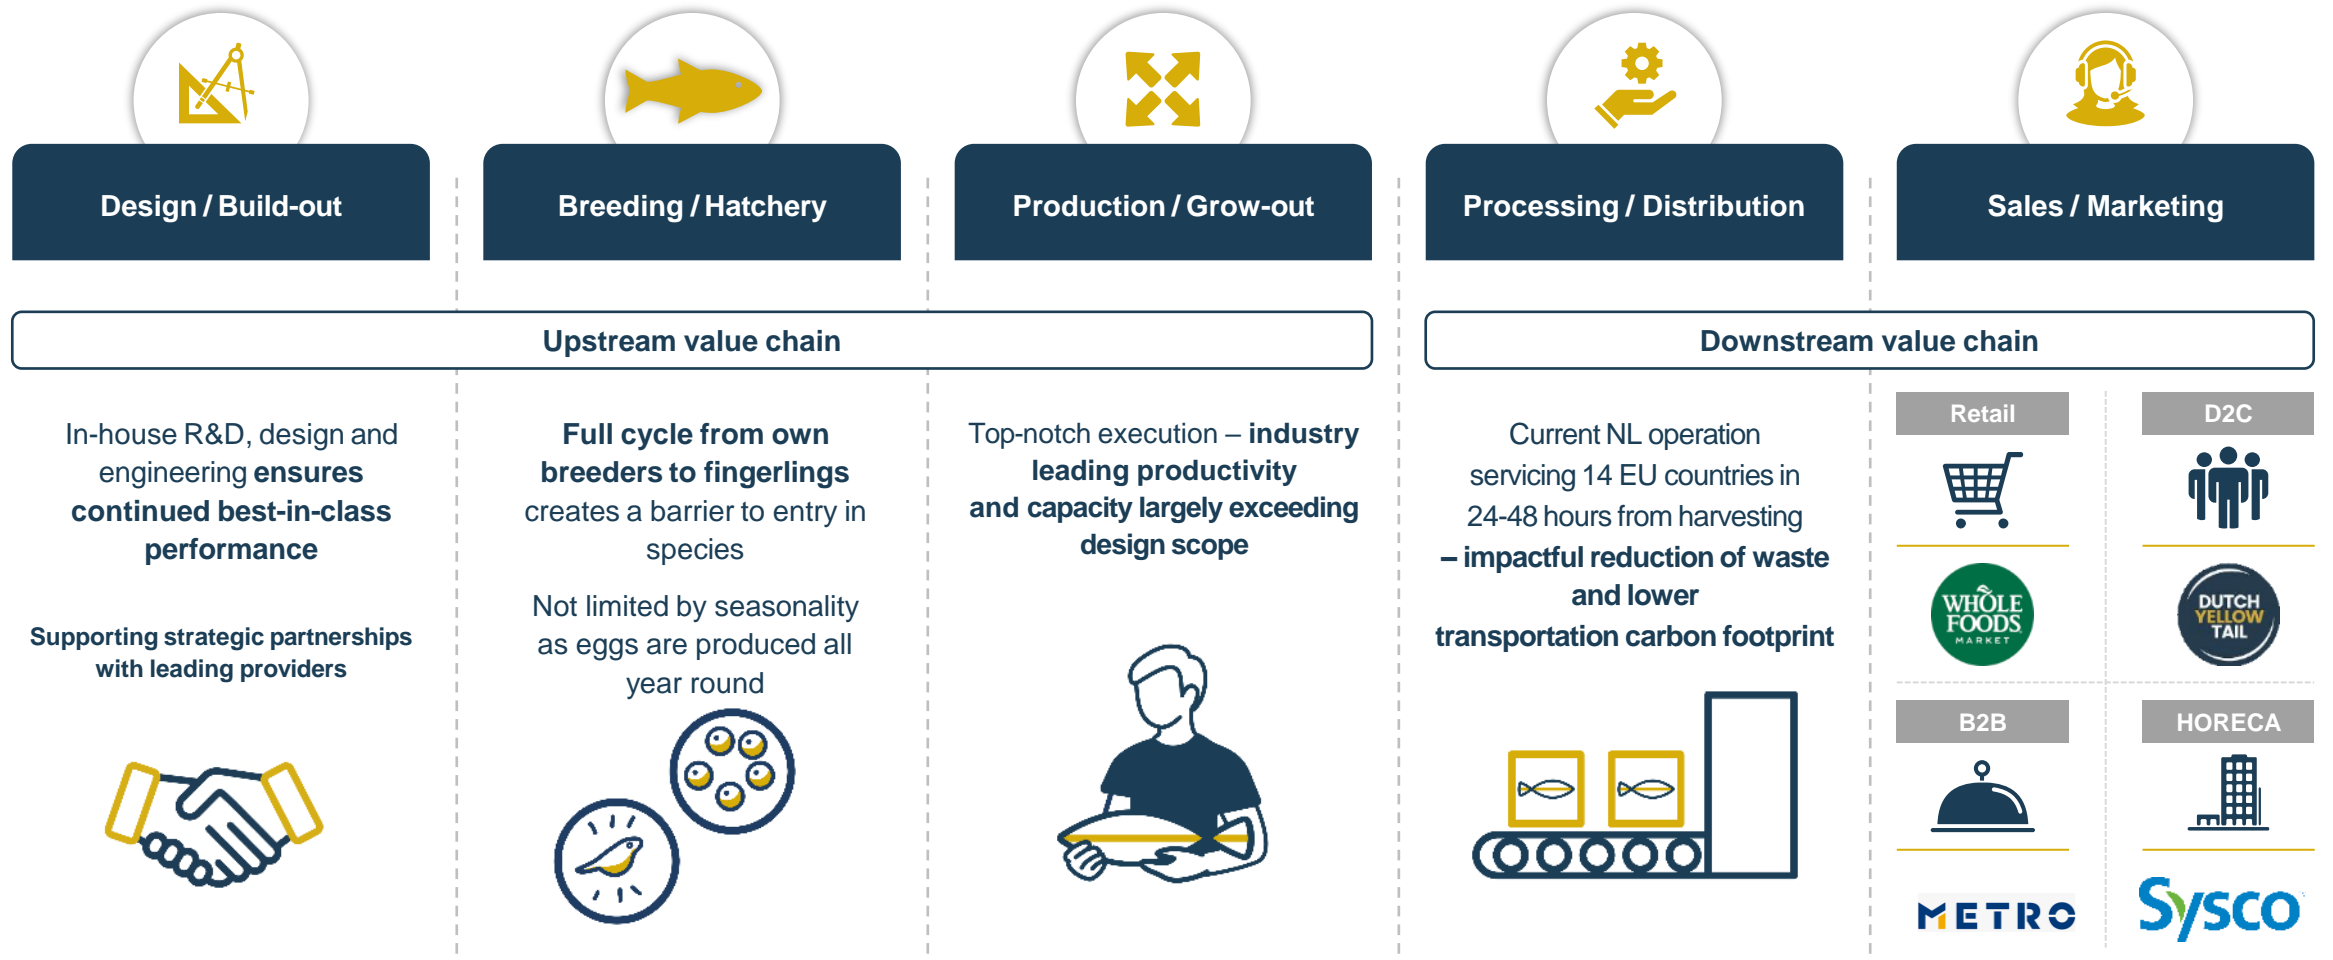 Design / Build-out
Breeding / Hatchery
Production / Grow-out
Processing / Distribution
Sales / Marketing
Upstream value chain
Downstream value chain
In-house R&D, design and
engineering ensures
continued best-in-class
performance
Supporting strategic partnerships
with leading providers
Full cycle from own
breeders to fingerlings
creates a barrier to entry in
species
Not limited by seasonality
as eggs are produced all
year round
Top-notch execution – industry
leading productivity
and capacity largely exceeding
design scope
Current NL operation
servicing 14 EU countries in
24-48 hours from harvesting
– impactful reduction of waste
and lower
transportation carbon footprint
Retail
WHOLE
FOODS
MARKET
D2C
DUTCH
YELLOW
TAIL
B2B
METRO
HORECA
Sysco